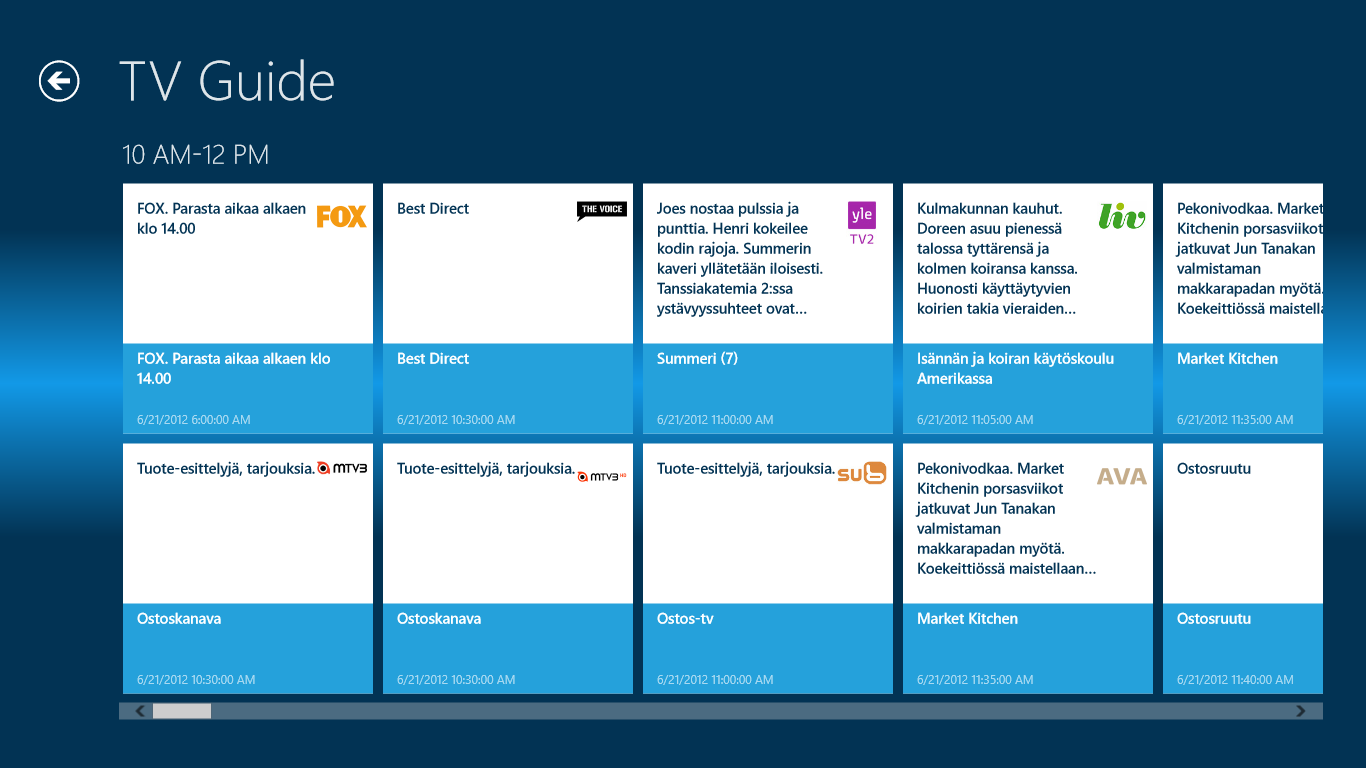 TV Guide
10 AM-12 PM
FOX. Parasta aikaa alkaen
klo 14.00
FOX
FOX. Parasta aikaa alkaen klo
14.00
6/21/2012 6:00:00 AM
Best Direct
THE VOICE
Best Direct
6/21/2012 10:30:00 AM
Joes nostaa pulssia ja
punttia. Henri kokeilee
kodin rajoja. Summerin
kaveri yllätetään iloisesti.
Tanssiakatemia 2:ssa
ystävyyssuhteet ovat...
yle
TV2
Summeri (7)
6/21/2012 11:00:00 AM
Kulmakunnan kauhut.
Doreen asuu pienessä
talossa tyttärensä ja
kolmen koiransa kanssa.
Huonosti käyttäytyvien
koirien takia vieraiden...
liv
Isännän ja koiran käytöskoulu
Amerikassa
6/21/2012 11:05:00 AM
Pekonivodkaa. Market
Kitchenin porsasviikot
jatkuvat Jun Tanakan
valmistaman
makkarapadan myötä.
Koekeittiössä maistella
Market Kitchen
6/21/2012 11:35:00 AM
Tuote-esittelyjä, tarjouksia.
MTV3
Ostoskanava
6/21/2012 10:30:00 AM
Tuote-esittelyjä, tarjouksia.
MTV3 HD
Ostoskanava
6/21/2012 10:30:00 AM
Tuote-esittelyjä, tarjouksia.
SUb
Ostos-tv
6/21/2012 11:00:00 AM
Pekonivodkaa. Market
Kitchenin porsasviikot
jatkuvat Jun Tanakan
valmistaman
makkarapadan myötä.
Koekeittiössä maistellaan...
AVA
Market Kitchen
6/21/2012 11:35:00 AM
Ostosruutu
Ostosruutu
6/21/2012 11:40:00 AM